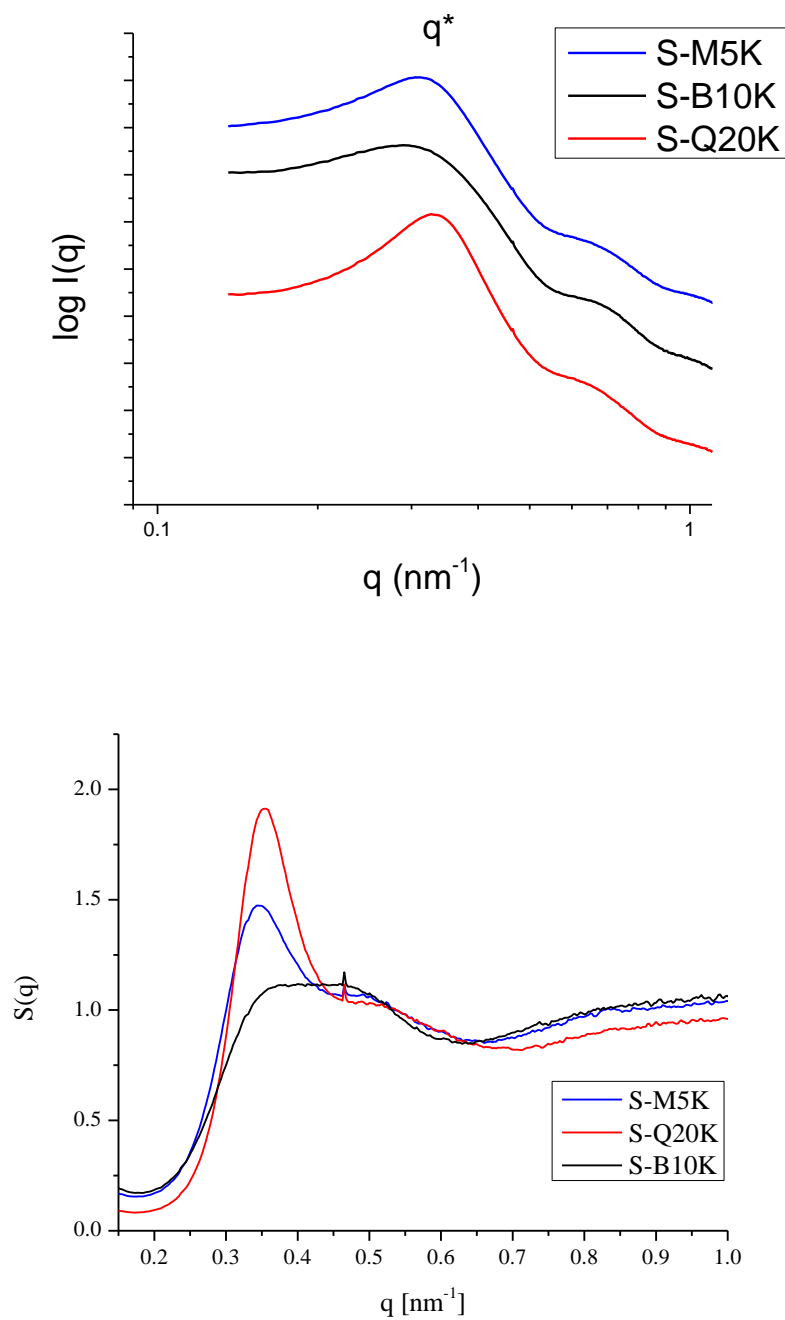 q*
S-M5K
S-B10K
S-Q20K
log I(q)
0.1
1
q (nm-1)
2.0
1.5
S(q)
1.0
0.5
0.0
S-M5K
S-Q20K
S-B10K
0.2 0.3 0.4 0.5 0.6 0.7 0.8 0.9 1.0
q [nm-1]